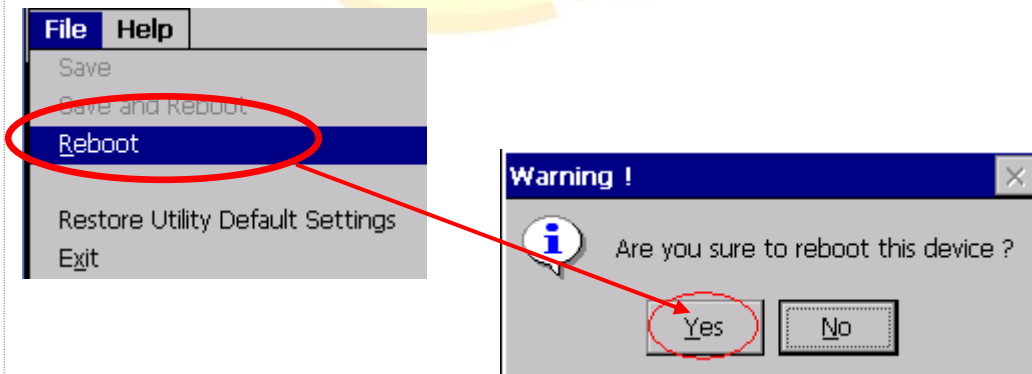 File Help
Save
Save and Reboot
Reboot
Restore Utility Default Settings
Exit
Warning !
Are you sure to reboot this device ?
Yes No